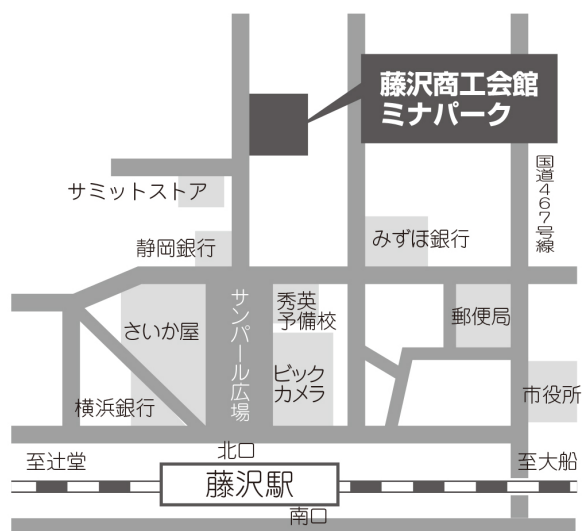 藤沢商工会館
ミナパーク
国道467号線
サミットストア
静岡銀行
みずほ銀行
サンパール広場
秀英
予備校
郵便局
さいか屋
ビック
カメラ
横浜銀行
市役所
北口
至辻堂
至大船
藤沢駅
南口